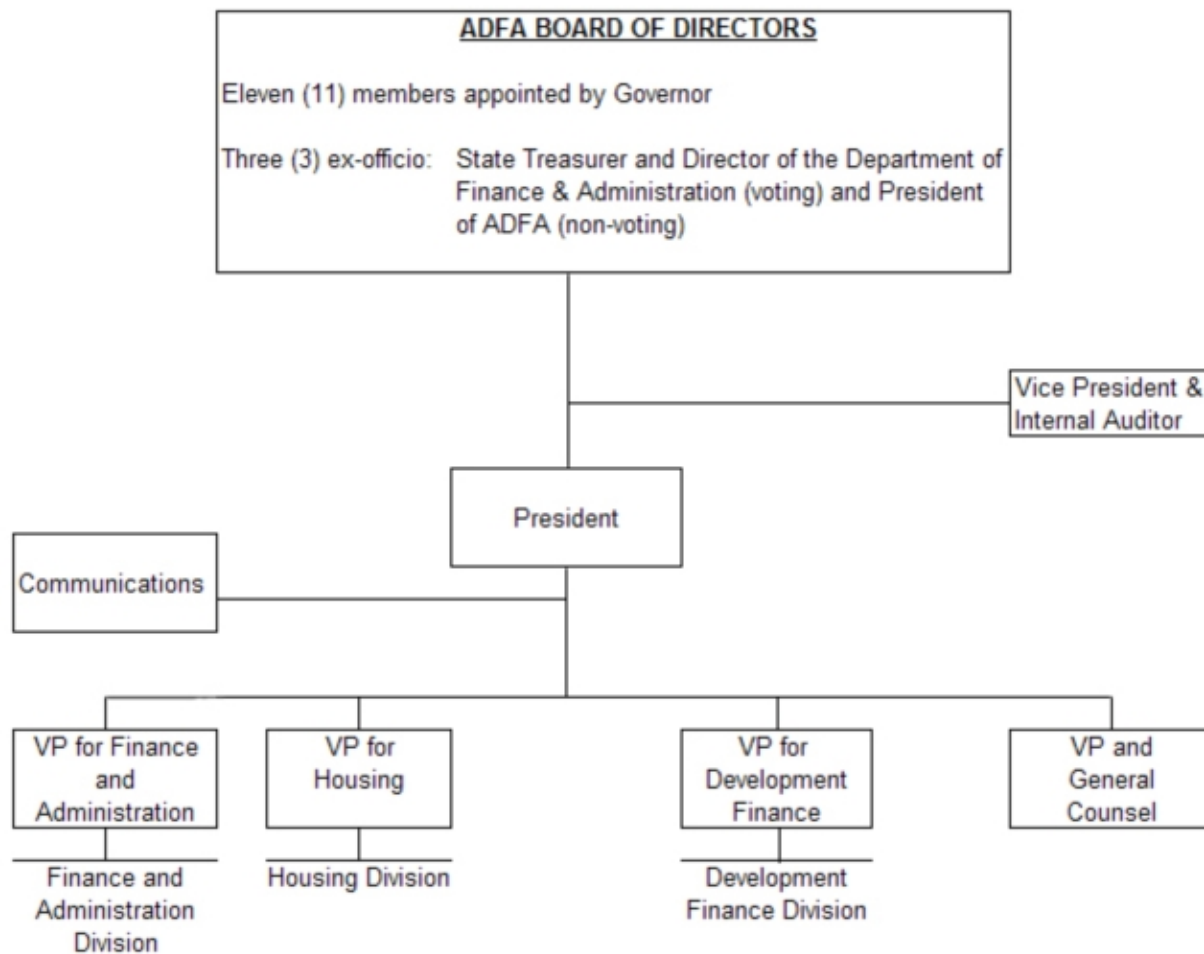 ADFA BOARD OF DIRECTORS
Eleven (11) members appointed by Governor
Three (3) ex-officio: State Treasurer and Director of the Department of
Finance & Administration (voting) and President
of ADFA (non-voting)
Vice President &
Internal Auditor
President
Communications
VP for Finance
and
Administration
VP for
Housing
VP for
Development
Finance
VP and
General
Counsel
Finance and
Administration
Division
Housing Division
Development
Finance Division